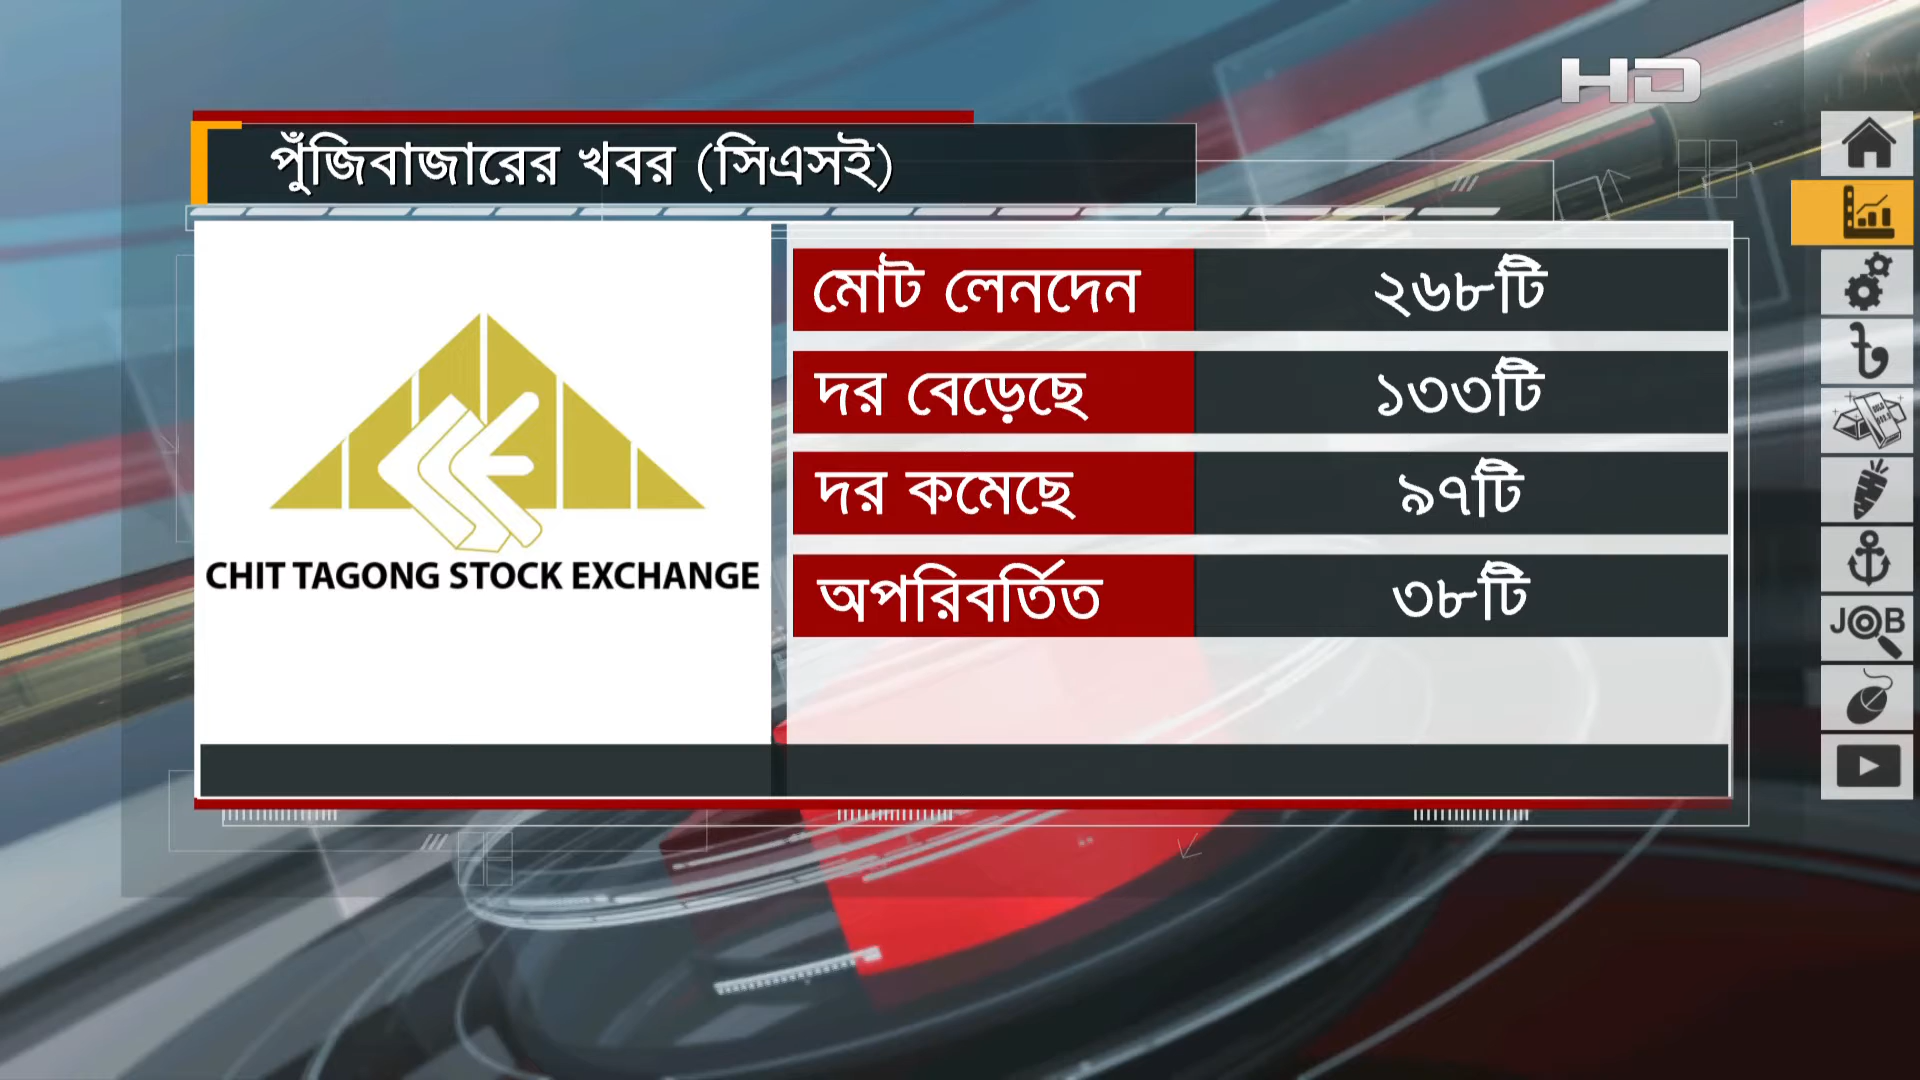 HD
পুঁজিবাজারের খবর (সিএসই)
মোট লেনদেন ২৬৮টি
দর বেড়েছে ১৩৩টি
দর কমেছে ৯৭টি
অপরিবর্তিত ৩৮টি
CHIT TAGONG STOCK EXCHANGE
৳
JOB